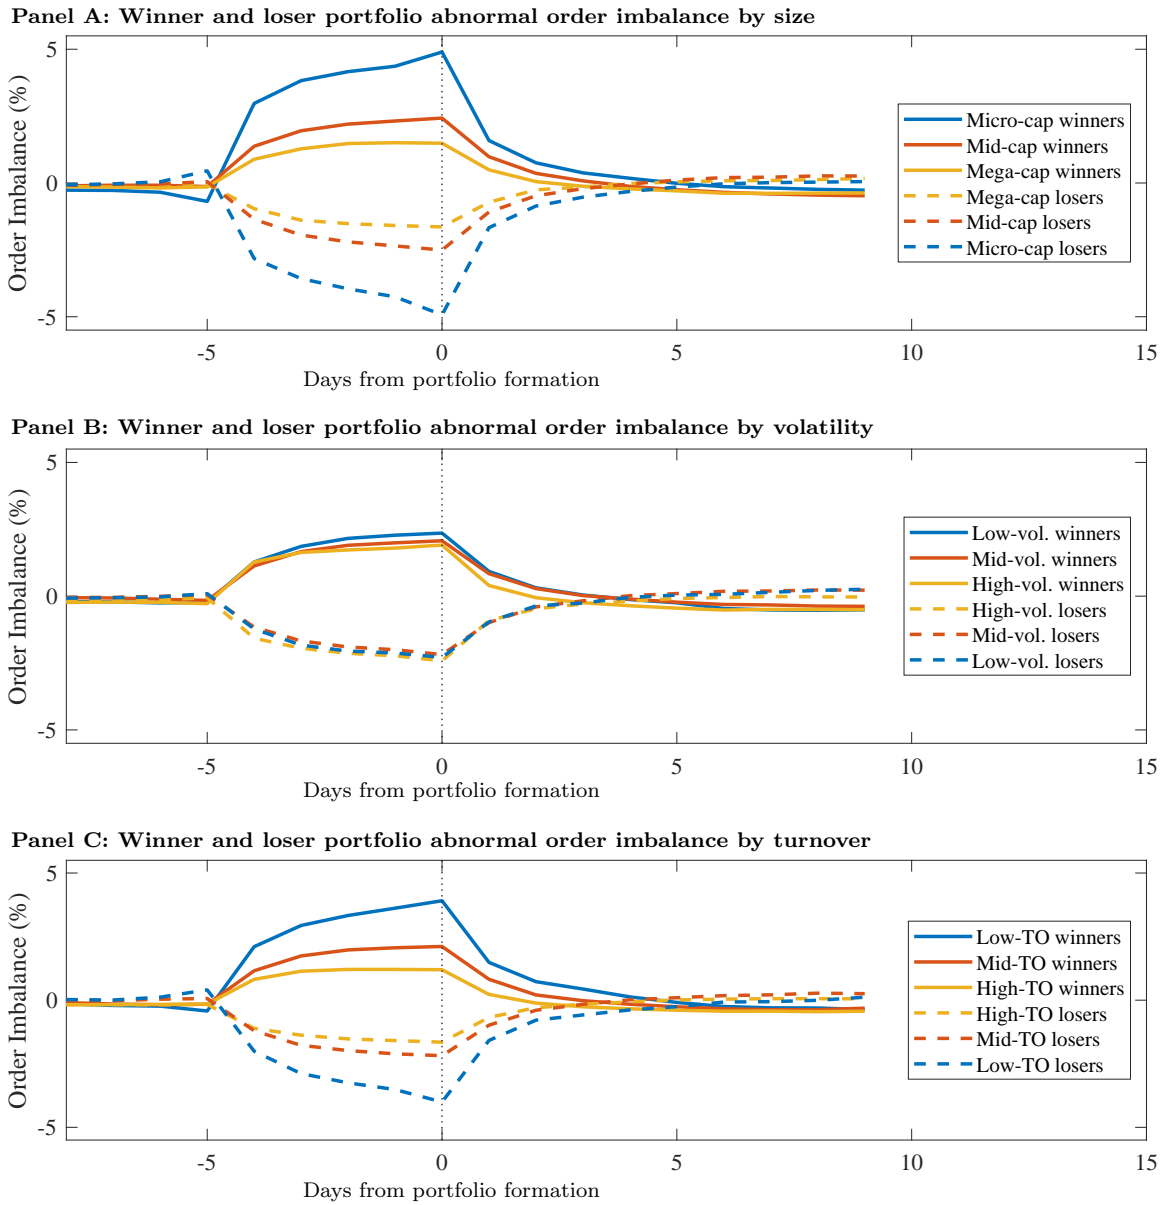 Panel A: Winner and loser portfolio abnormal order imbalance by size
Order Imbalance (%)
5
0
-5
-5
0
5
10
15
Days from portfolio formation
Micro-cap winners
Mid-cap winners
Mega-cap winners
Mega-cap losers
Mid-cap losers
Micro-cap losers
Panel B: Winner and loser portfolio abnormal order imbalance by volatility
Order Imbalance (%)
5
0
-5
-5
0
5
10
15
Days from portfolio formation
Low-vol. winners
Mid-vol. winners
High-vol. winners
High-vol. losers
Mid-vol. losers
Low-vol. losers
Panel C: Winner and loser portfolio abnormal order imbalance by turnover
Order Imbalance (%)
5
0
-5
-5
0
5
10
15
Days from portfolio formation
Low-TO winners
Mid-TO winners
High-TO winners
High-TO losers
Mid-TO losers
Low-TO losers